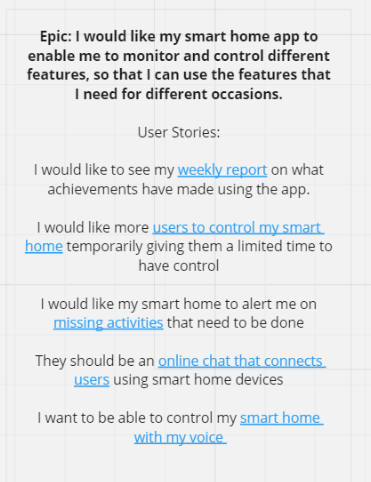 Epic: I would like my smart home app to
enable me to monitor and control different
features, so that I can use the features that
I need for different occasions.
User Stories:
I would like to see my weekly report on what
achievements have made using the app.
I would like more users to control my smart
home temporarily giving them a limited time to
have control
I would like my smart home to alert me on
missing activities that need to be done
They should be an online chat that connects
users using smart home devices
I want to be able to control my smart home
with my voice